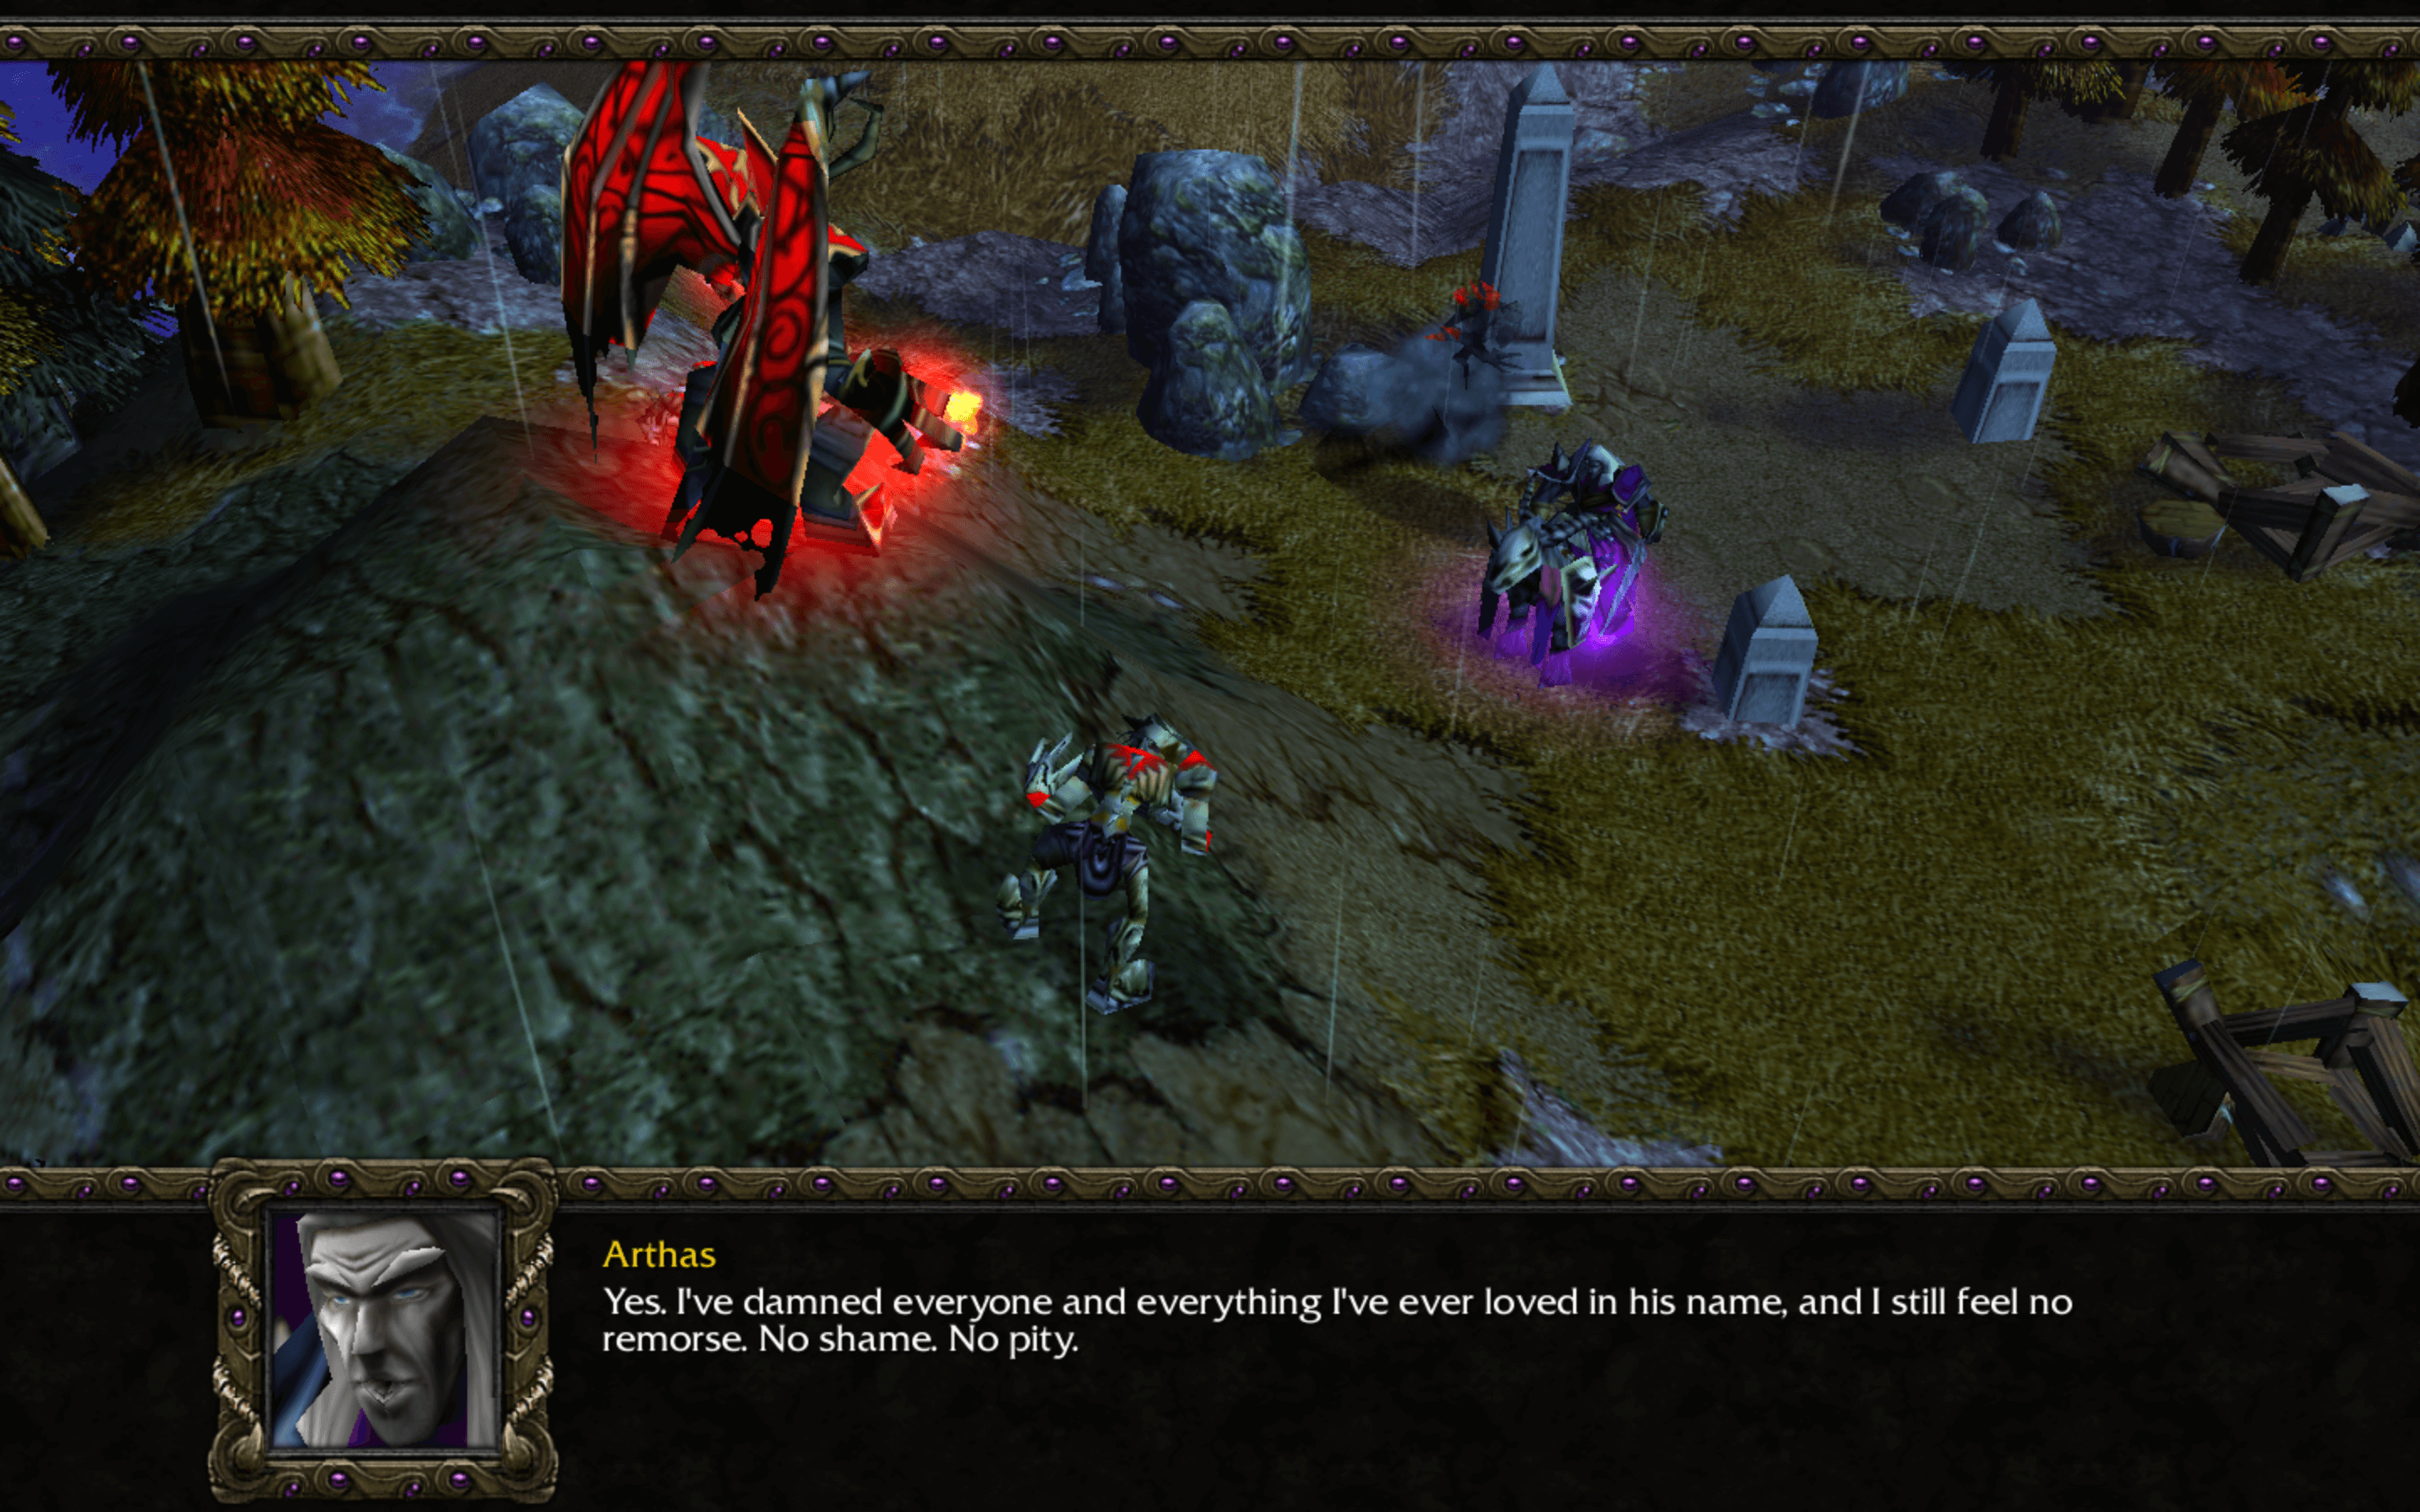 Arthas
Yes. I've damned everyone and everything I've ever loved in his name, and I still feel no
remorse. No shame. No pity.